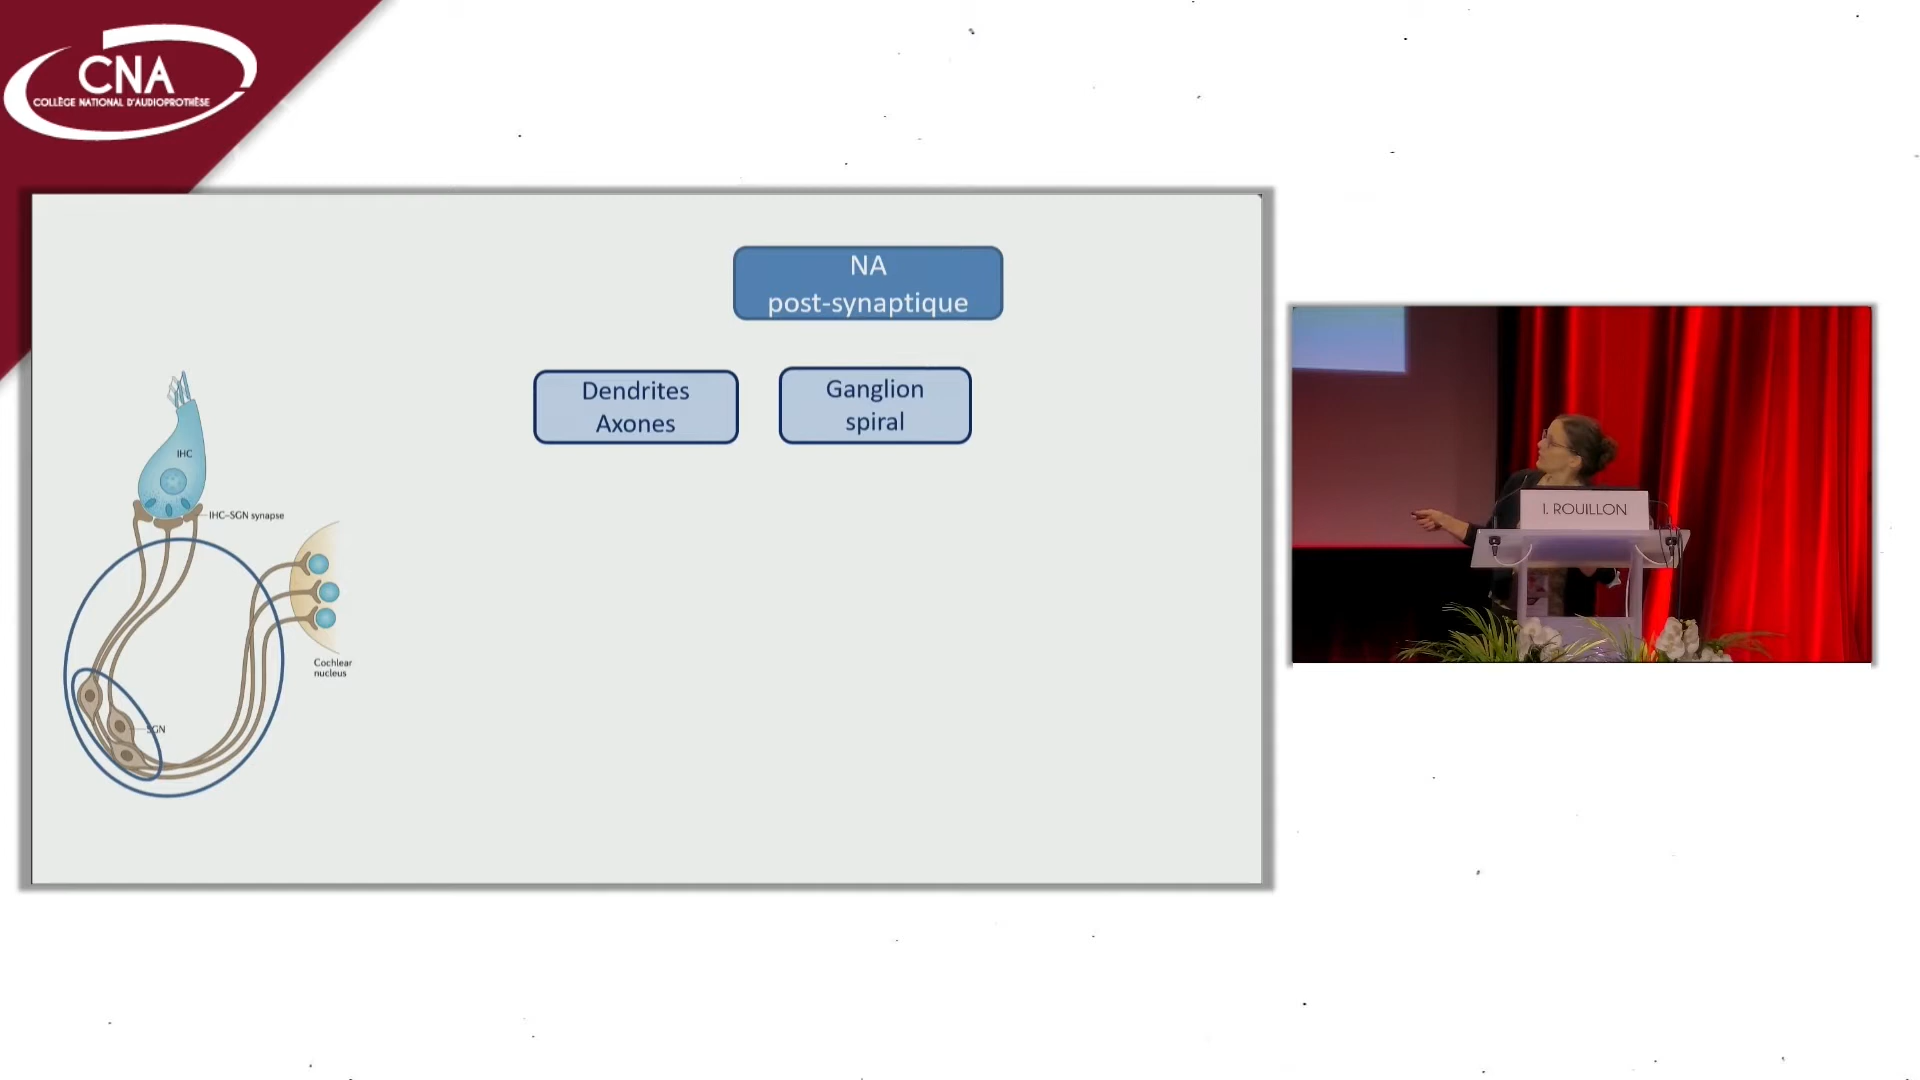 CNA
COLLÈGE NATIONAL D'AUDIOPROTHÈSE
NA
post-synaptique
Dendrites
Axones
Ganglion
spiral
IHC
IHC–SGN synapse
Cochlear
nucleus
SGN
I. ROUILLON